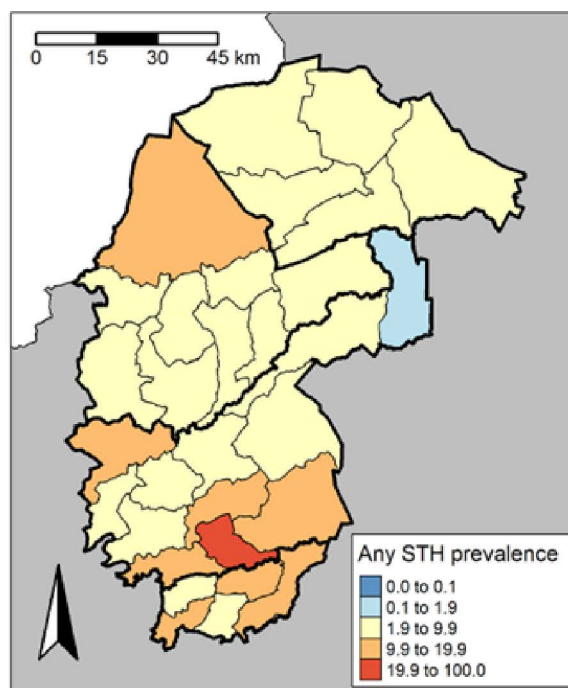 0 15 30 45 km
Any STH prevalence
0.0 to 0.1
0.1 to 1.9
1.9 to 9.9
9.9 to 19.9
19.9 to 100.0